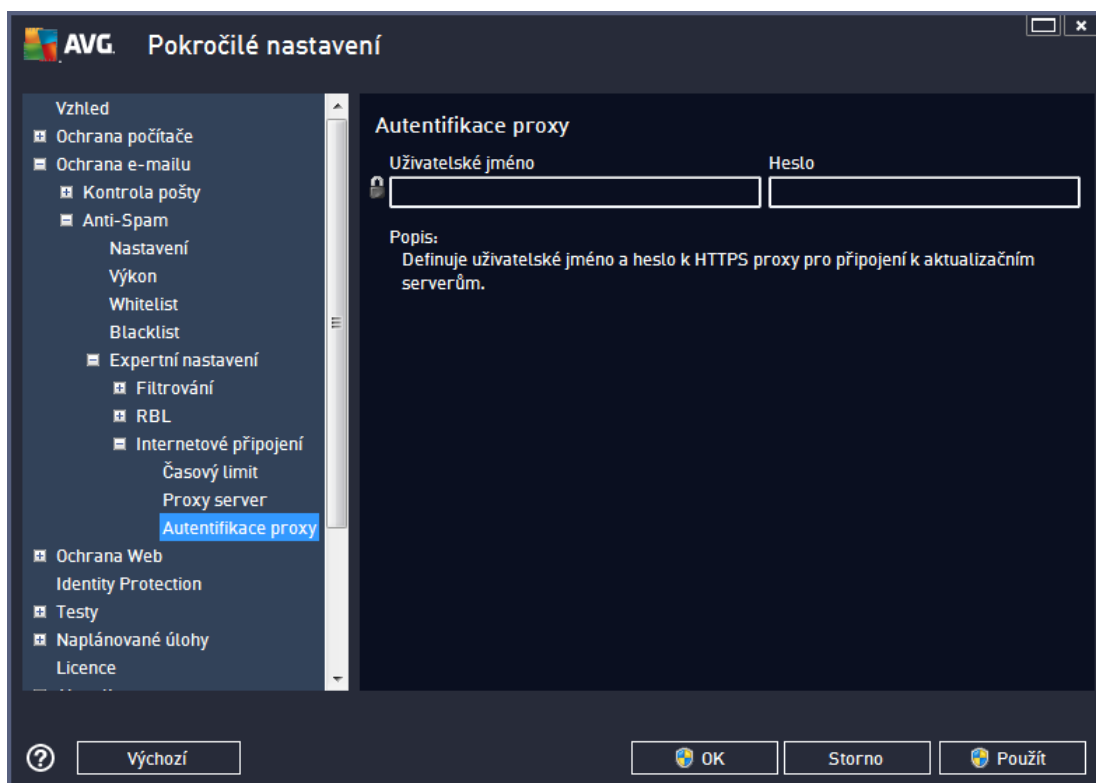 AVG. Pokročilé nastavení
Vzhled
Ochrana počítače
Ochrana e-mailu
Kontrola pošty
Anti-Spam
Nastavení
Výkon
Whitelist
Blacklist
Expertní nastavení
Filtrování
RBL
Internetové připojení
Časový limit
Proxy server
Autentifikace proxy
Ochrana Web
Identity Protection
Testy
Naplánované úlohy
Licence
Autentifikace proxy
Uživatelské jméno Heslo
Popis:
Definuje uživatelské jméno a heslo k HTTPS proxy pro připojení k aktualizačním
serverům.
? Výchozí OK Storno Použít